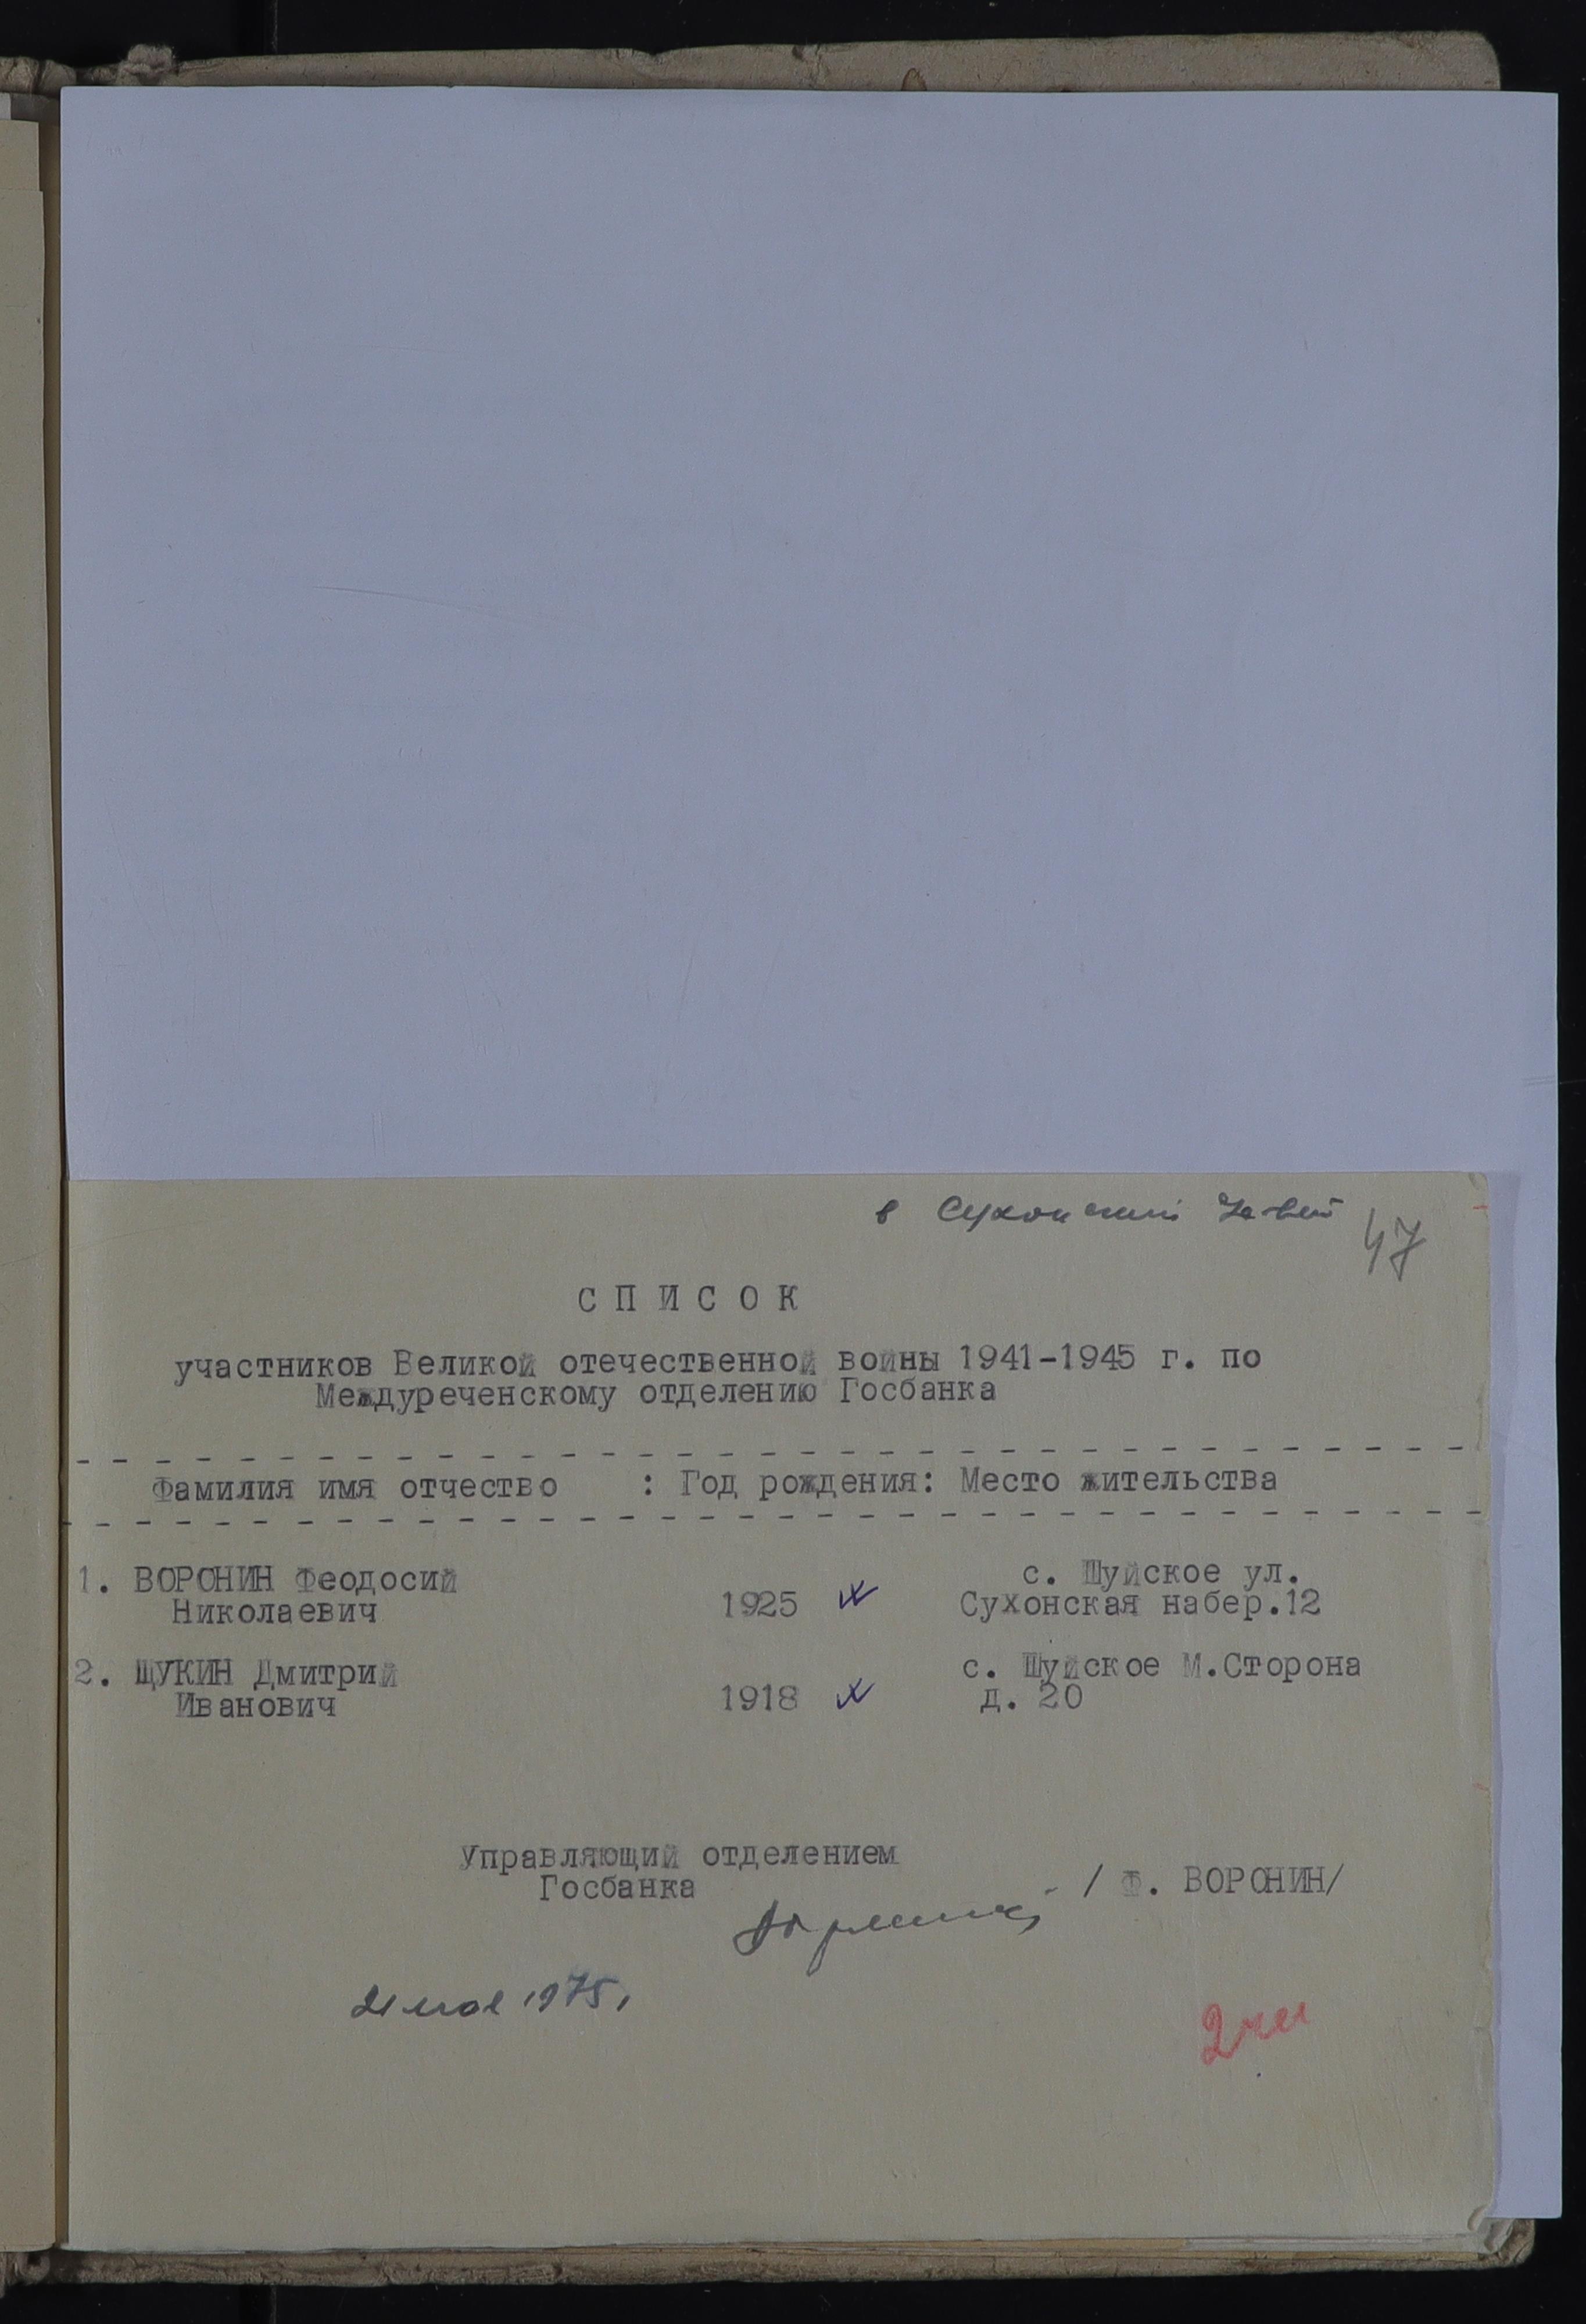 в Сухонский
47
СПИСОК
участников Великой отечественной войны 1941-1945 г. по
Междуреченскому отделению Госбанка
Фамилия имя отчество : Год рождения: Место жительства
1. ВОРОНИН Феодосий с. Шуйское ул.
Николаевич 1925 Сухонская набер.12
2. ЩУКИН Дмитрий с. Шуйское М.Сторона
Иванович 1918 д. 20
Управляющий отделением
Госбанка / Ф. ВОРОНИН/
21 мая 1975,